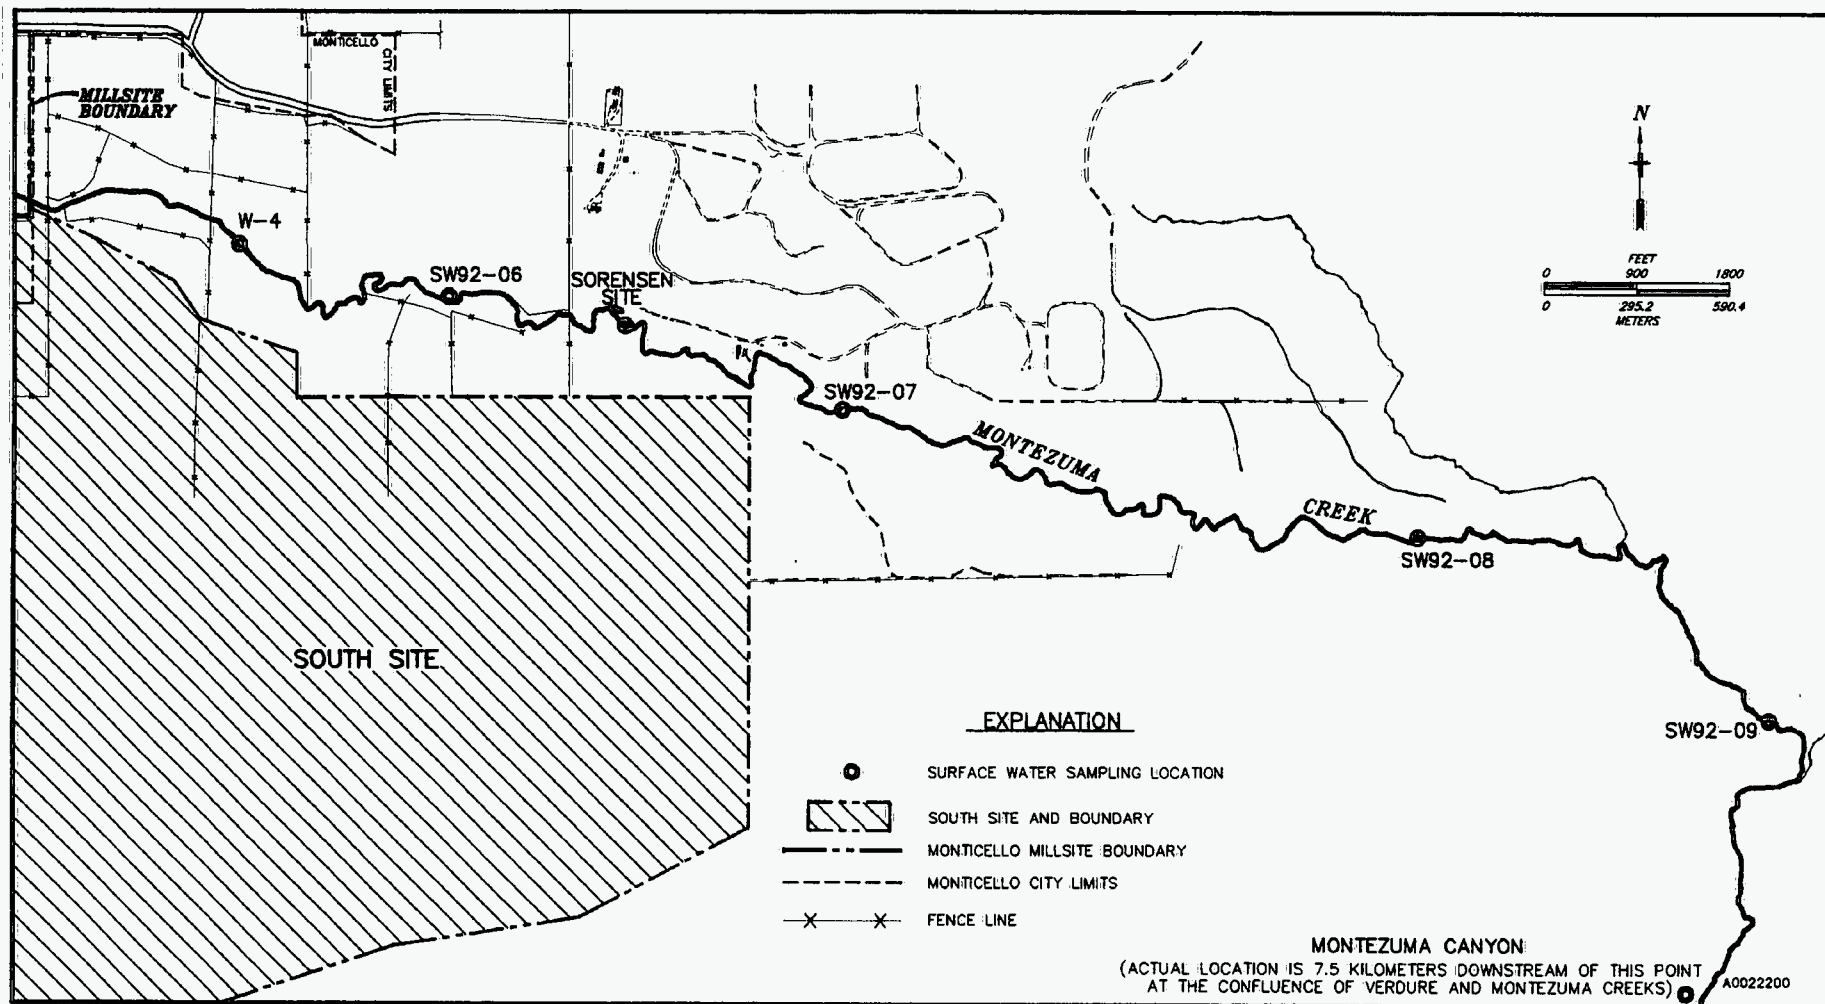 MONTICELLO
CITY LIMITS
MILLSITE
BOUNDARY
N
W-4
SW92-06
SORENSEN
SITE
FEET
0 900 1800
0 295.2 590.4
METERS
SW92-07
MONTEZUMA
CREEK
SW92-08
SOUTH SITE
SW92-09
EXPLANATION
SURFACE WATER SAMPLING LOCATION
SOUTH SITE AND BOUNDARY
MONTICELLO MILLSITE BOUNDARY
MONTICELLO CITY LIMITS
FENCE LINE
MONTEZUMA CANYON
(ACTUAL LOCATION IS 7.5 KILOMETERS DOWNSTREAM OF THIS POINT
AT THE CONFLUENCE OF VERDURE AND MONTEZUMA CREEKS)
A0022200